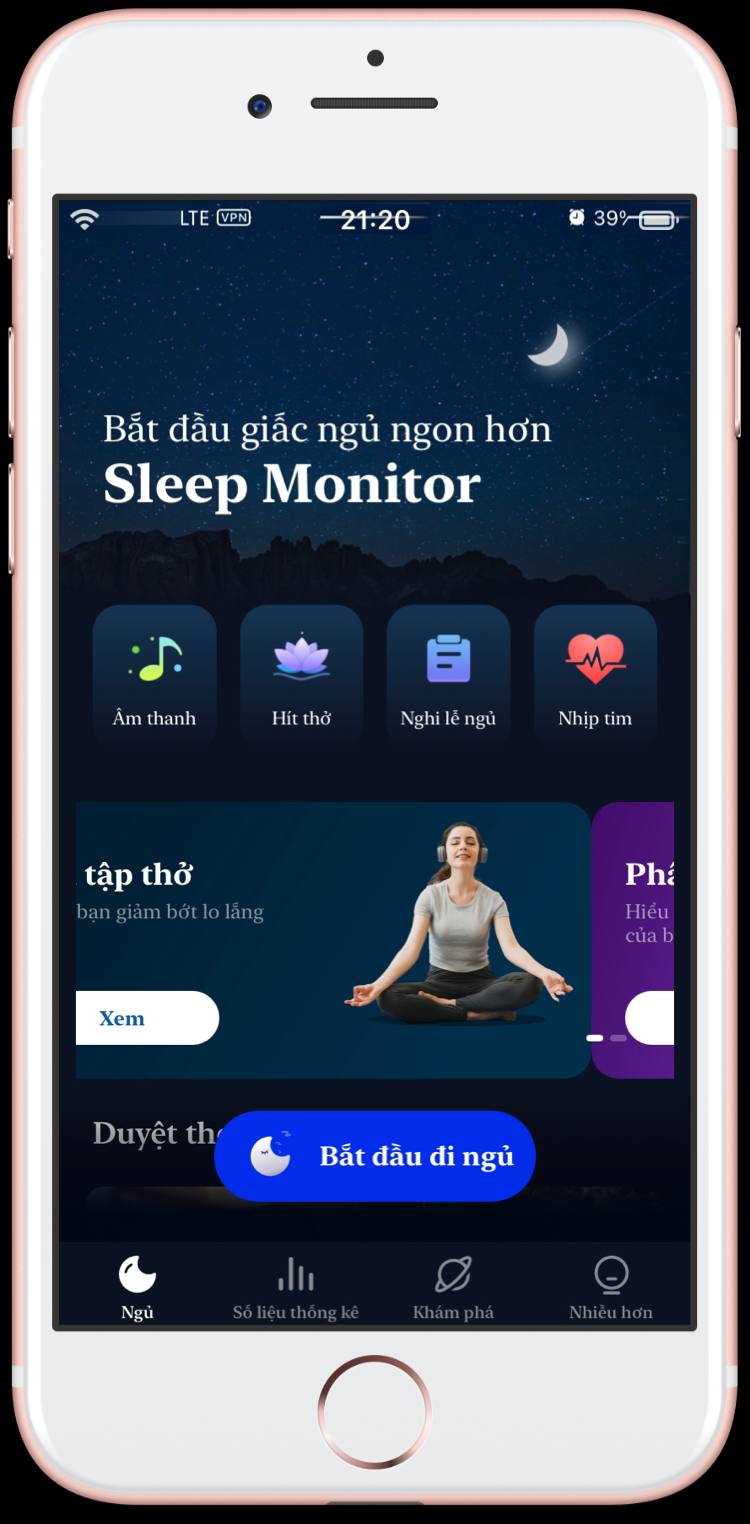 LTE VPN 21:20 39%
Bắt đầu giấc ngủ ngon hơn
Sleep Monitor
Âm thanh Hít thở Nghi lễ ngủ Nhịp tim
tập thở
bạn giảm bớt lo lắng
Xem
Hiểu
của b
Duyệt
Bắt đầu đi ngủ
Ngủ Số liệu thống kê Khám phá Nhiều hơn